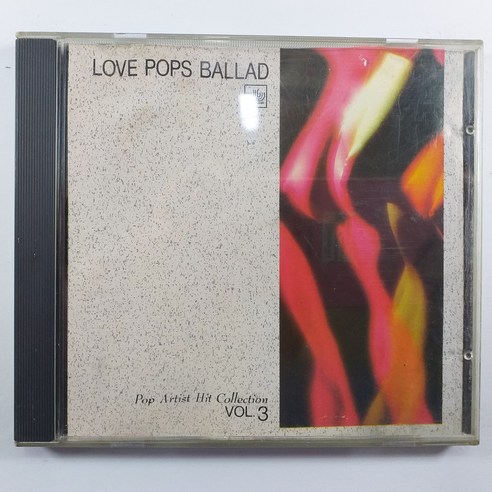 LOVE POPS BALLAD
Pop Artist Hit Collection
VOL.3